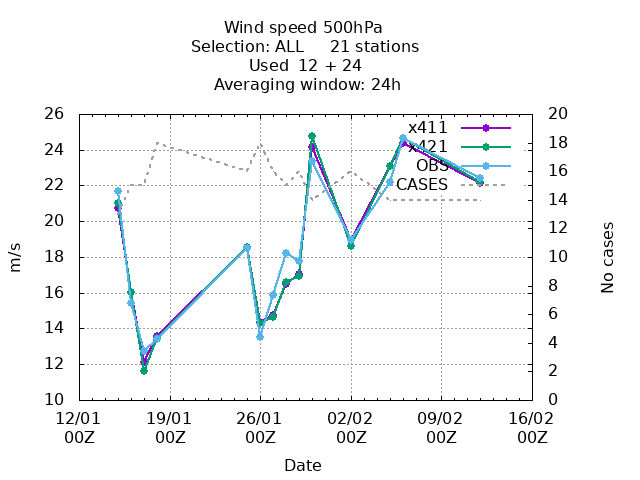 Wind speed 500hPa
Selection: ALL 21 stations
Used 12 + 24
Averaging window: 24h
26
24
22
20
18
16
14
12
10
m/s
20
18
16
14
12
10
8
6
4
2
0
No cases
x411
x421
OBS
CASES
12/01 19/01 26/01 02/02 09/02 16/02
00Z 00Z 00Z 00Z 00Z 00Z
Date